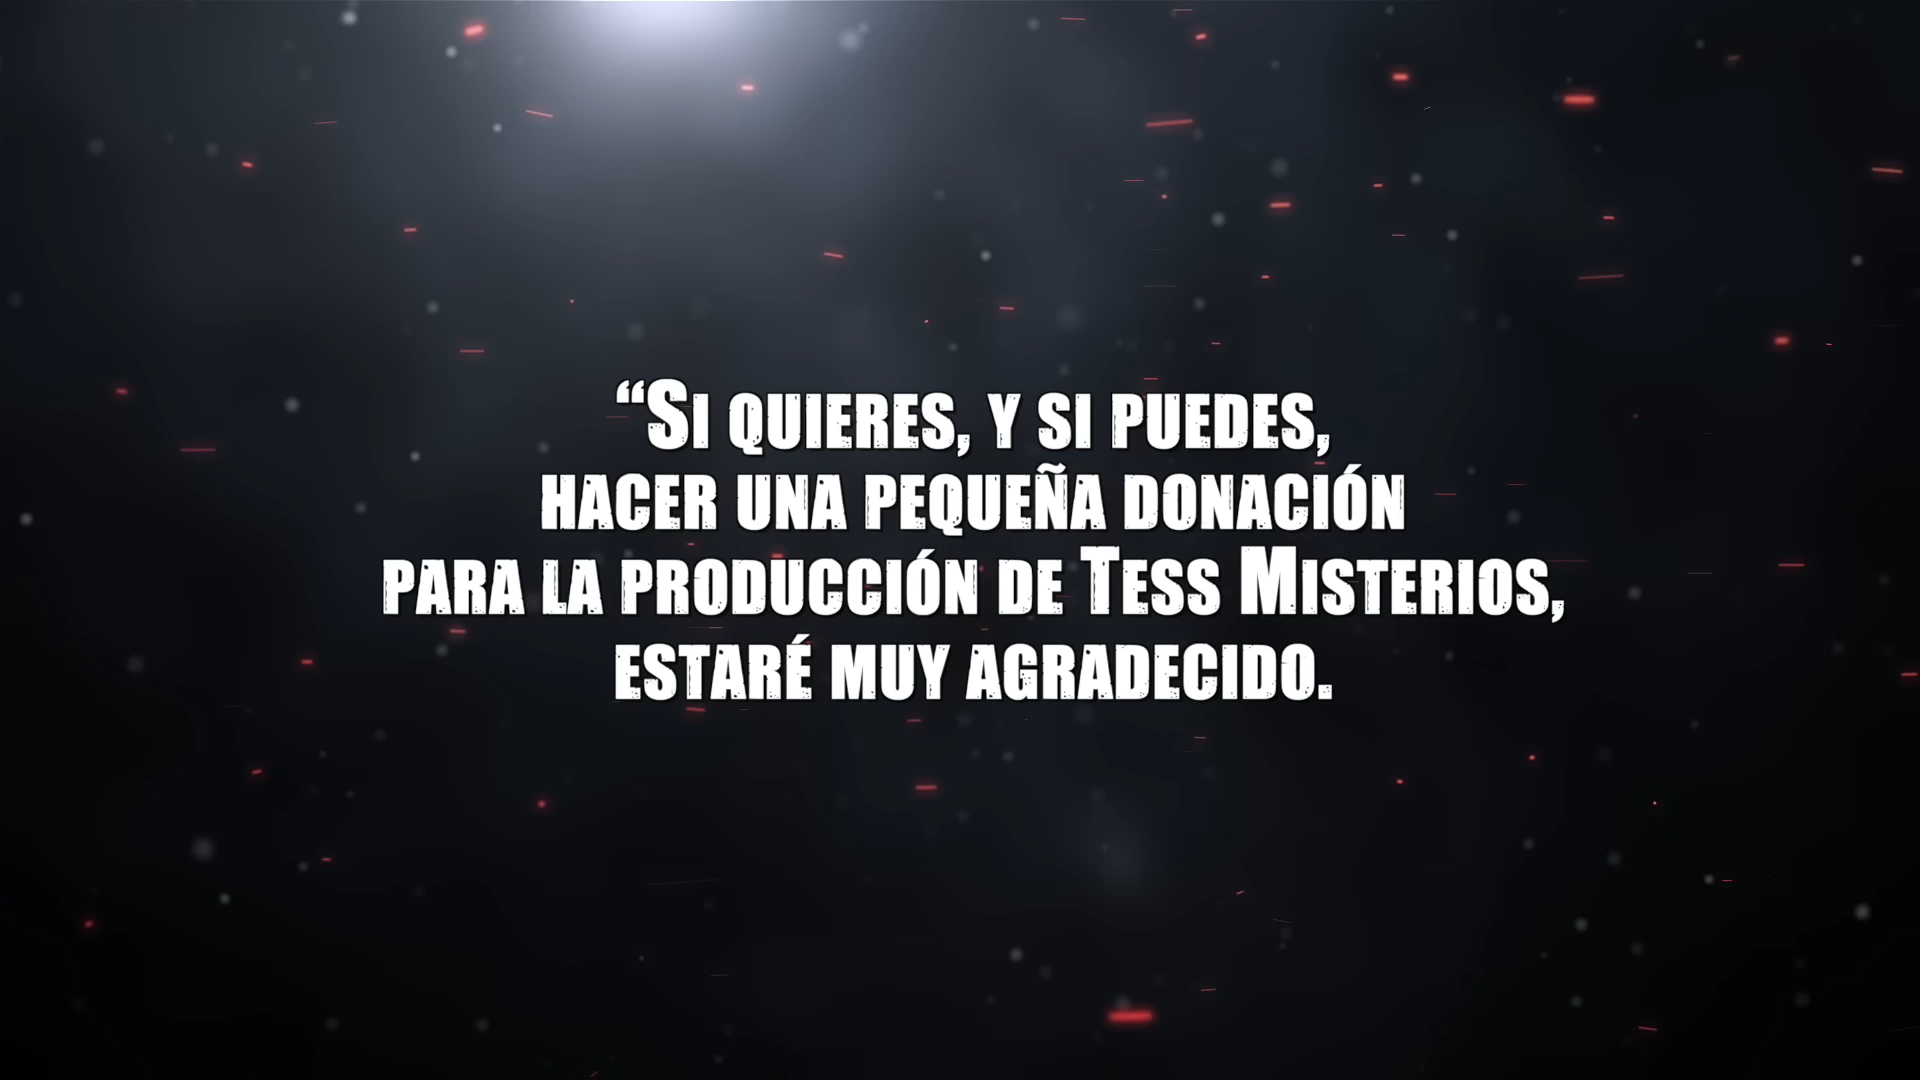 “Si quieres, y si puedes,
hacer una pequeña donación
para la producción de Tess Misterios,
estaré muy agradecido.